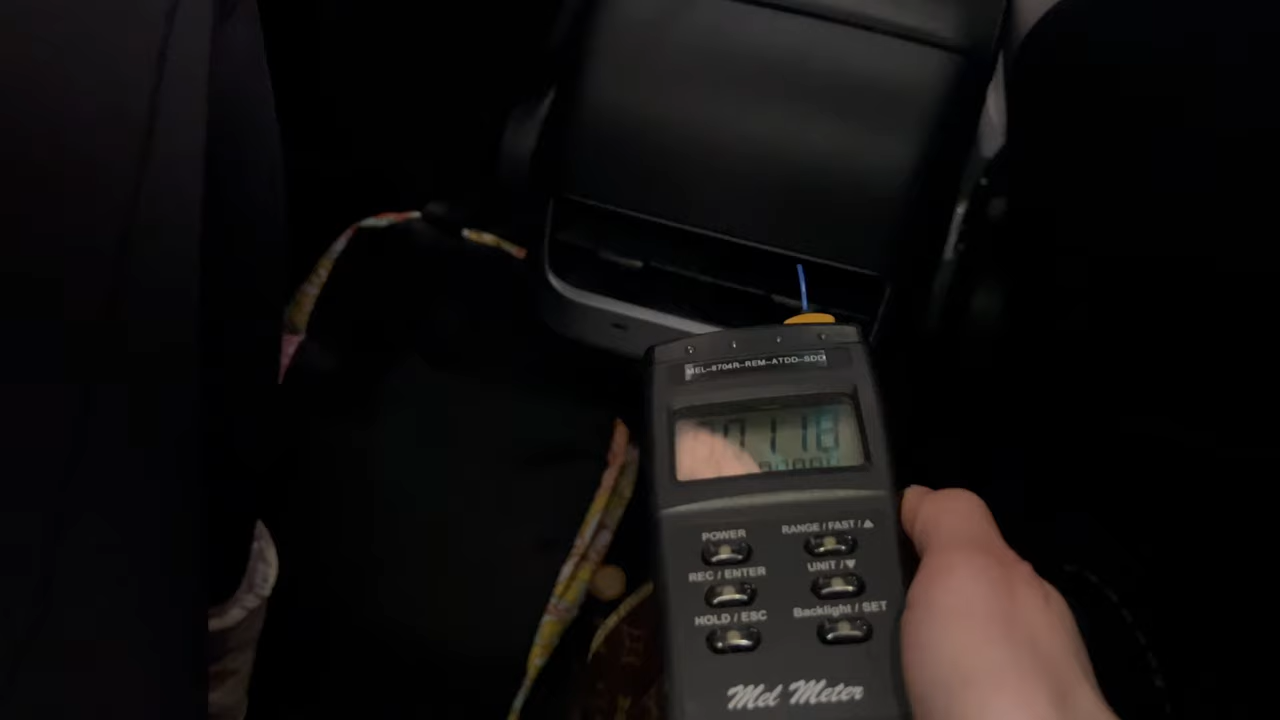 MEL-8704R-REM-ATDD-SDD
POWER
RANGE / FAST / ▲
REC / ENTER
UNIT / ▼
HOLD / ESC
Backlight / SET
Mel Meter